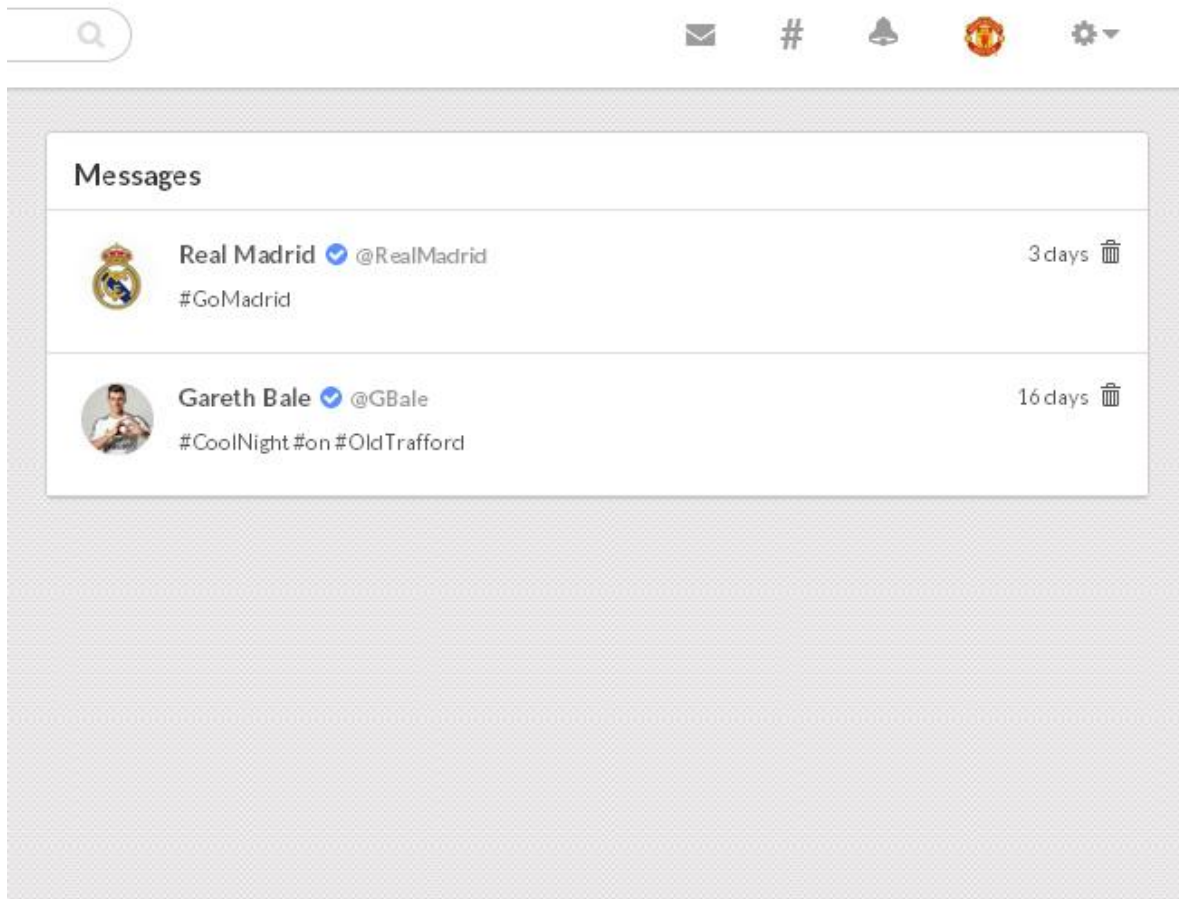 #
Messages
Real Madrid @RealMadrid
3 days
#GoMadrid
Gareth Bale @GBale
16 days
#CoolNight #on #OldTrafford